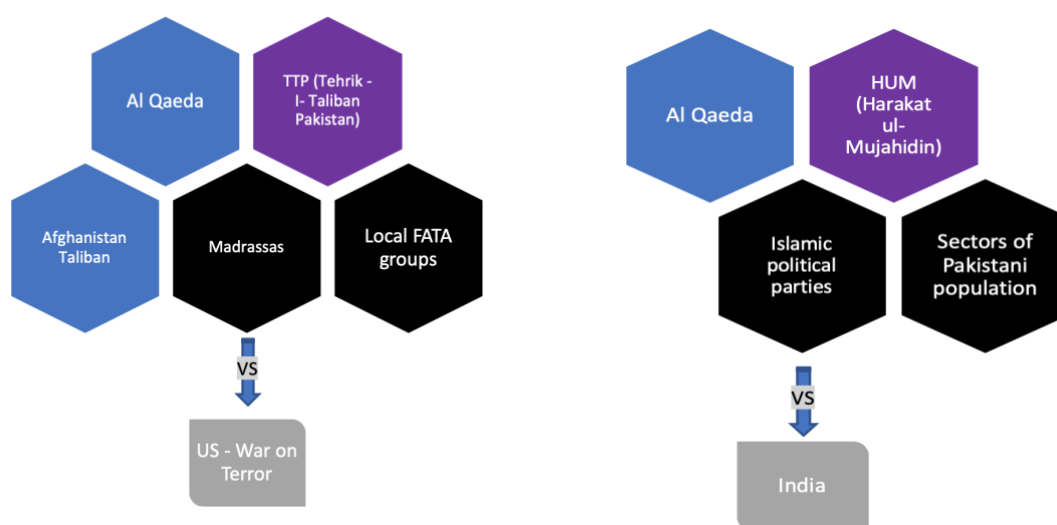 Al Qaeda
TTP (Tehrik -
I- Taliban
Pakistan)
Afghanistan
Taliban
Madrassas
Local FATA
groups
VS
US - War on
Terror
Al Qaeda
HUM
(Harakat
ul-
Mujahidin)
Islamic
political
parties
Sectors of
Pakistani
population
VS
India